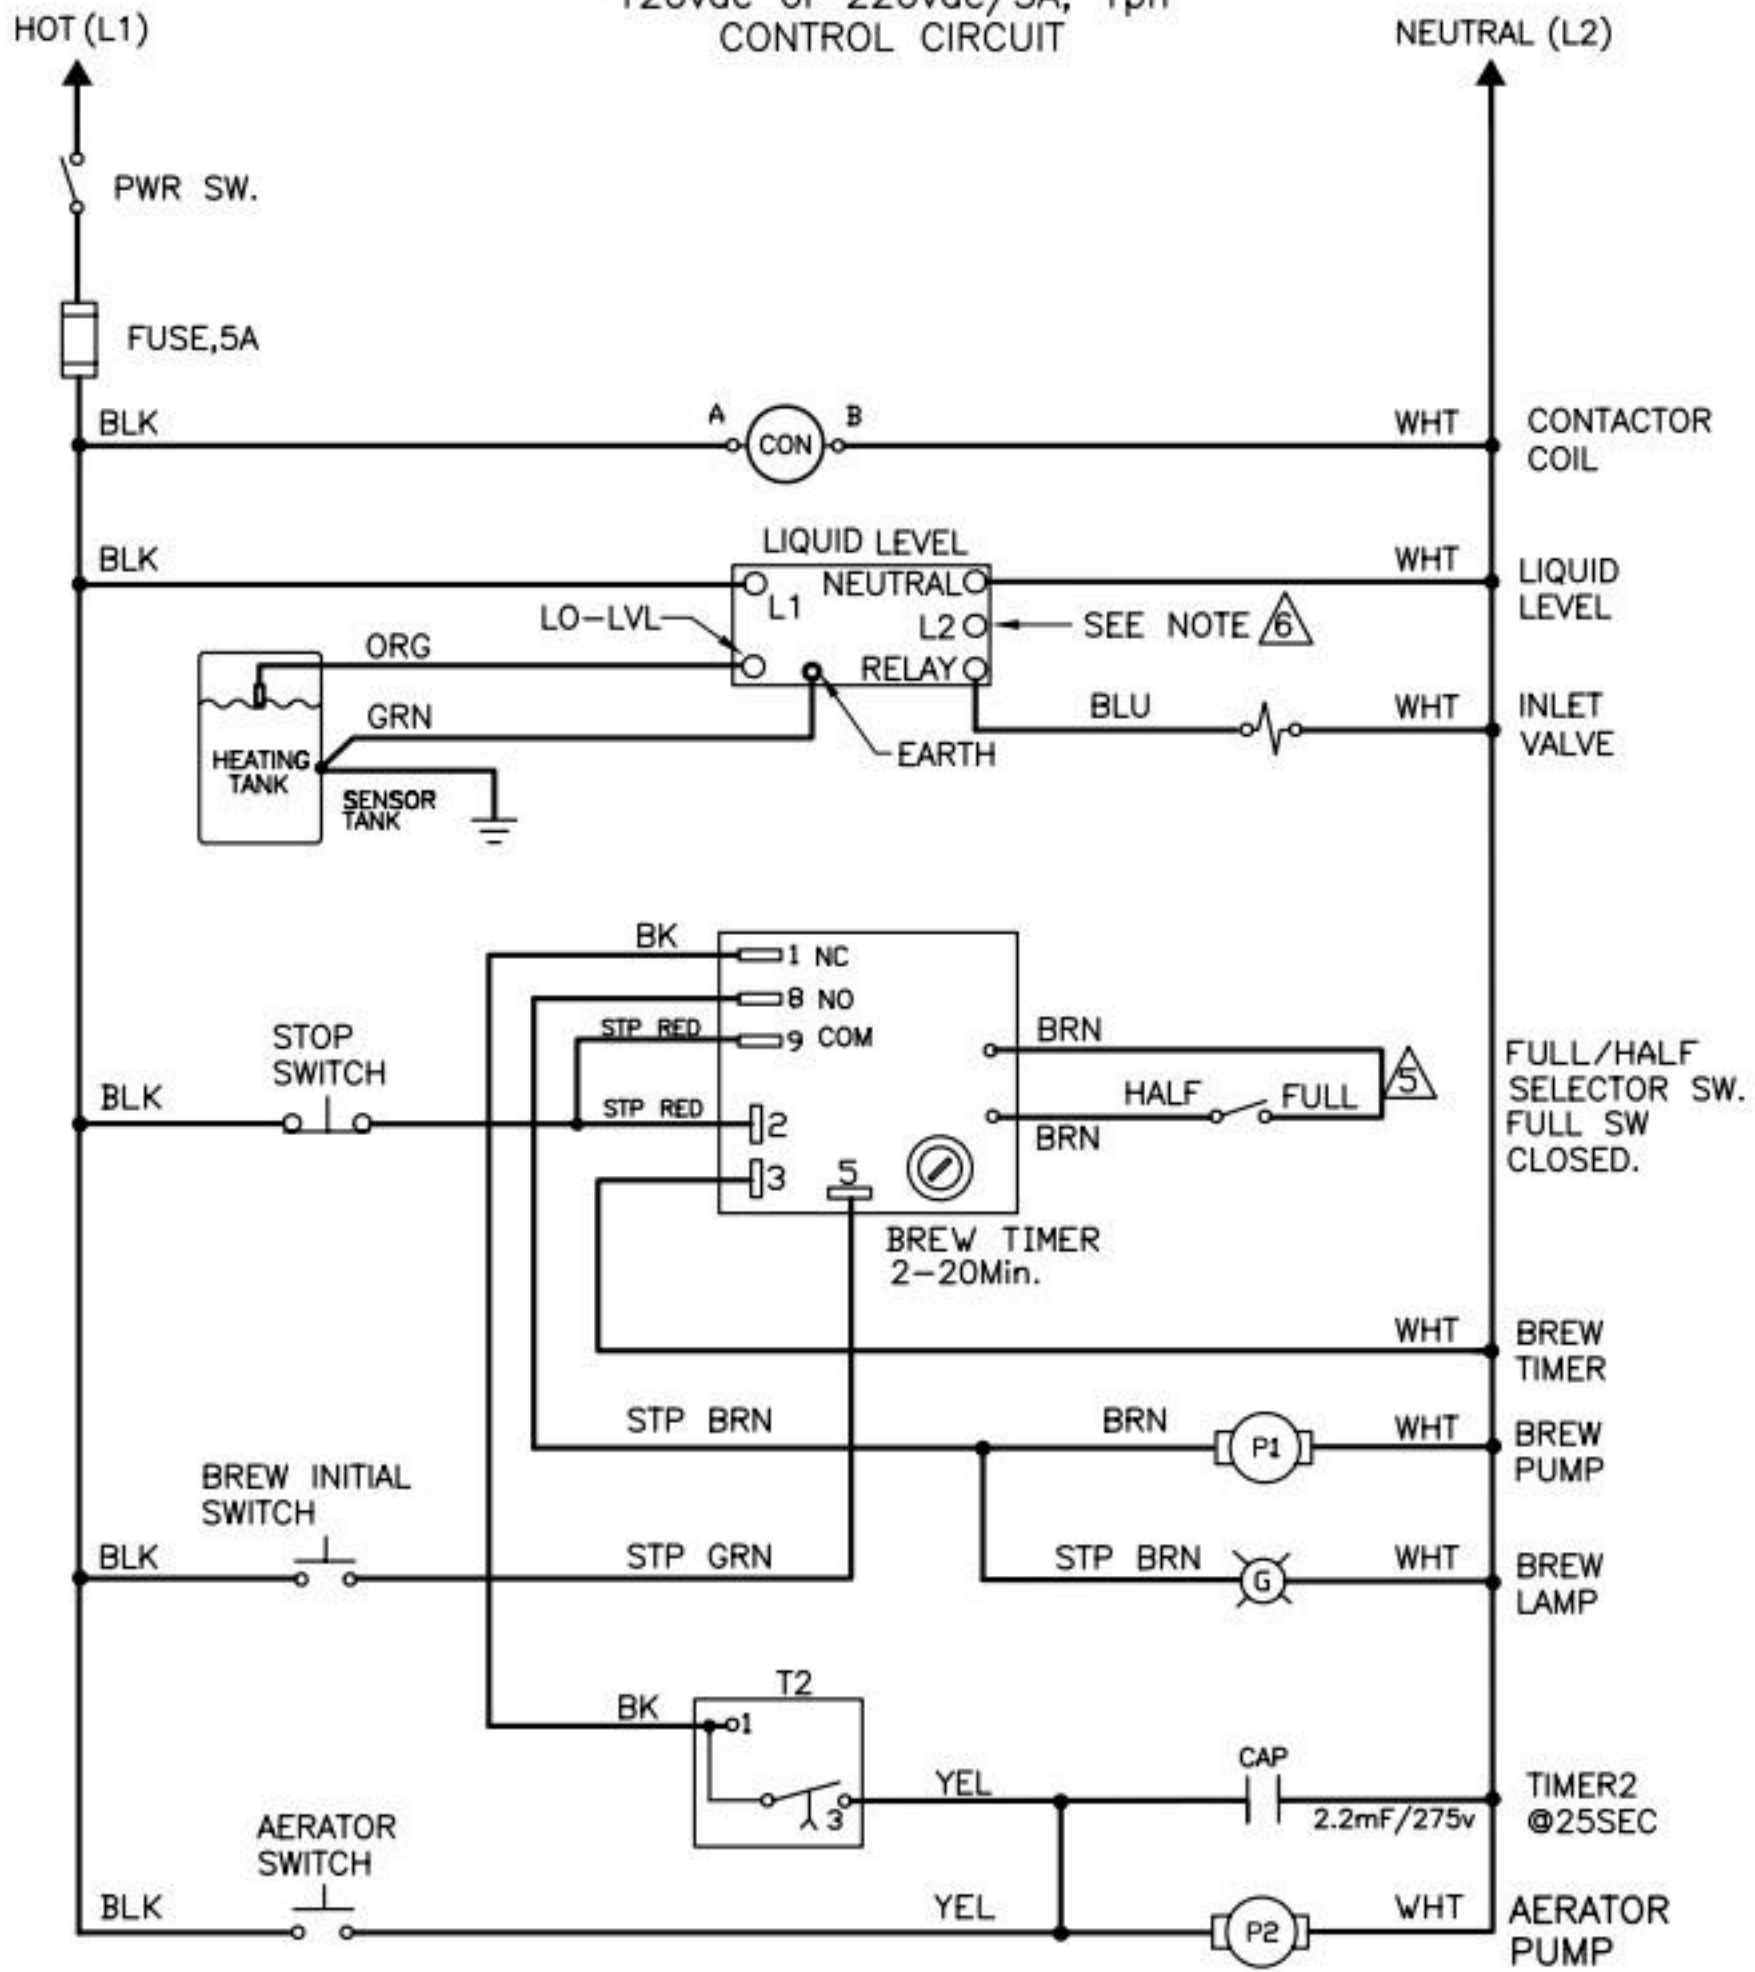 HOT (L1)
CONTROL CIRCUIT
NEUTRAL (L2)
PWR SW.
FUSE,5A
BLK
A
CON
B
WHT
CONTACTOR
COIL
LIQUID LEVEL
BLK
L1
NEUTRAL
WHT
LIQUID
LEVEL
LO-LVL
L2
SEE NOTE 6
ORG
RELAY
GRN
BLU
WHT
INLET
VALVE
EARTH
HEATING
TANK
SENSOR
TANK
BK
1 NC
8 NO
STP RED
9 COM
BRN
STOP
SWITCH
BLK
STP RED
2
HALF
FULL
5
BRN
FULL/HALF
SELECTOR SW.
FULL SW
CLOSED.
3
5
BREW TIMER
2-20Min.
WHT
BREW
TIMER
STP BRN
BRN
P1
WHT
BREW
PUMP
BREW INITIAL
SWITCH
BLK
STP GRN
STP BRN
G
WHT
BREW
LAMP
T2
BK
1
3
YEL
CAP
2.2mF/275v
TIMER2
@25SEC
AERATOR
SWITCH
BLK
YEL
P2
WHT
AERATOR
PUMP